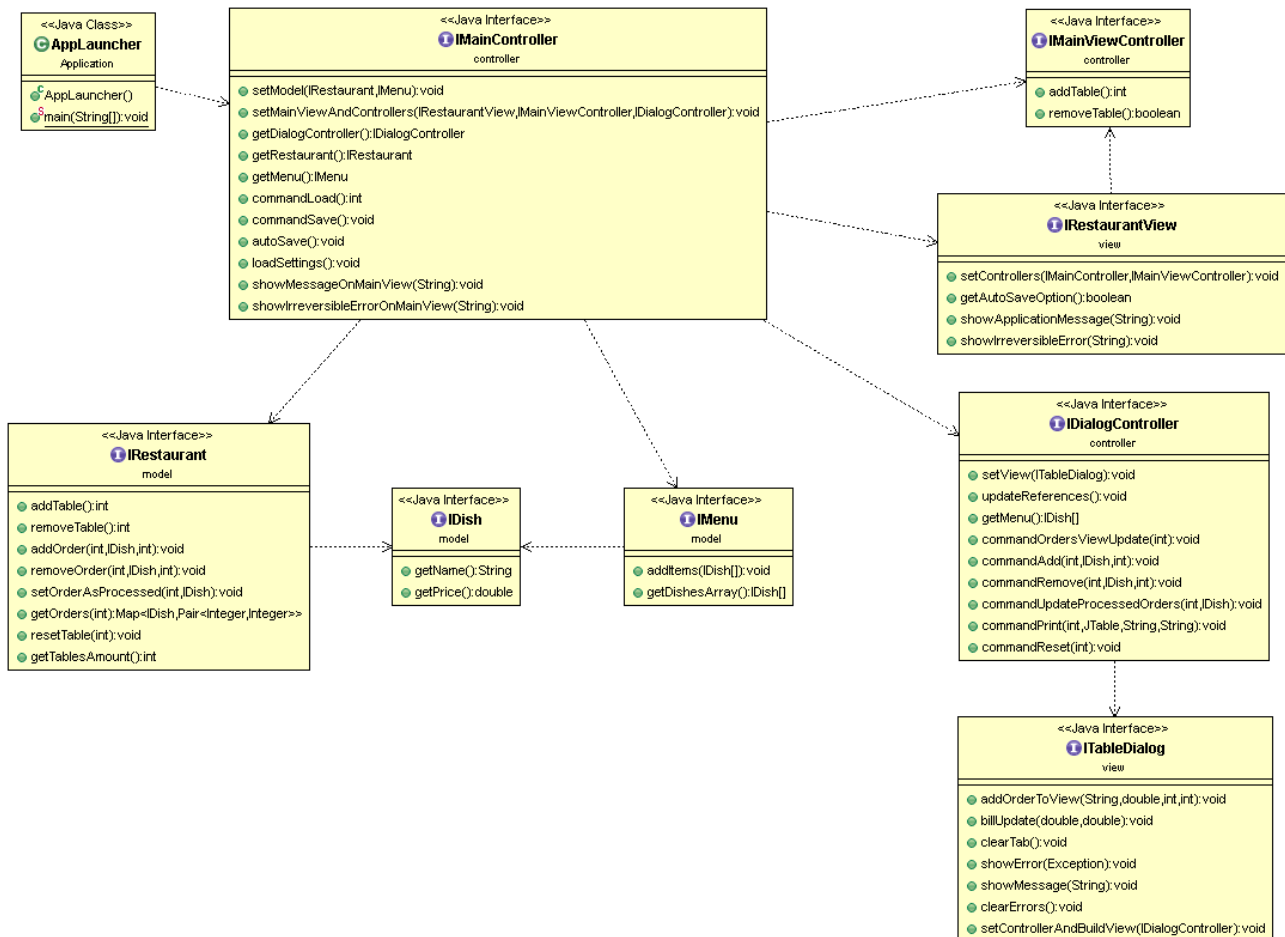 <<Java Class>>
AppLauncher
Application
AppLauncher()
main(String[]):void
<<Java Interface>>
IMainController
controller
setModel(IRestaurant,IMenu):void
setMainViewAndControllers(IRestaurantView,IMainViewController,IDialogController):void
getDialogController():IDialogController
getRestaurant():IRestaurant
getMenu():IMenu
commandLoad():int
commandSave():void
autoSave():void
loadSettings():void
showMessageOnMainView(String):void
showIrreversibleErrorOnMainView(String):void
<<Java Interface>>
IMainViewController
controller
addTable():int
removeTable():boolean
<<Java Interface>>
IRestaurantView
view
setControllers(IMainController,IMainViewController):void
getAutoSaveOption():boolean
showApplicationMessage(String):void
showIrreversibleError(String):void
<<Java Interface>>
IRestaurant
model
addTable():int
removeTable():int
addOrder(int,IDish,int):void
removeOrder(int,IDish,int):void
setOrderAsProcessed(int,IDish):void
getOrders(int):Map<IDish,Pair<Integer,Integer>>
resetTable(int):void
getTablesAmount():int
<<Java Interface>>
IDish
model
getName():String
getPrice():double
<<Java Interface>>
IMenu
model
addItems(IDish[]):void
getDishesArray():IDish[]
<<Java Interface>>
IDialogController
controller
setView(ITableDialog):void
updateReferences():void
getMenu():IDish[]
commandOrdersViewUpdate(int):void
commandAdd(int,IDish,int):void
commandRemove(int,IDish,int):void
commandUpdateProcessedOrders(int,IDish):void
commandPrint(int,JTable,String,String):void
commandReset(int):void
<<Java Interface>>
ITableDialog
view
addOrderToView(String,double,int,int):void
billUpdate(double,double):void
clearTab():void
showError(Exception):void
showMessage(String):void
clearErrors():void
setControllerAndBuildView(IDialogController):void